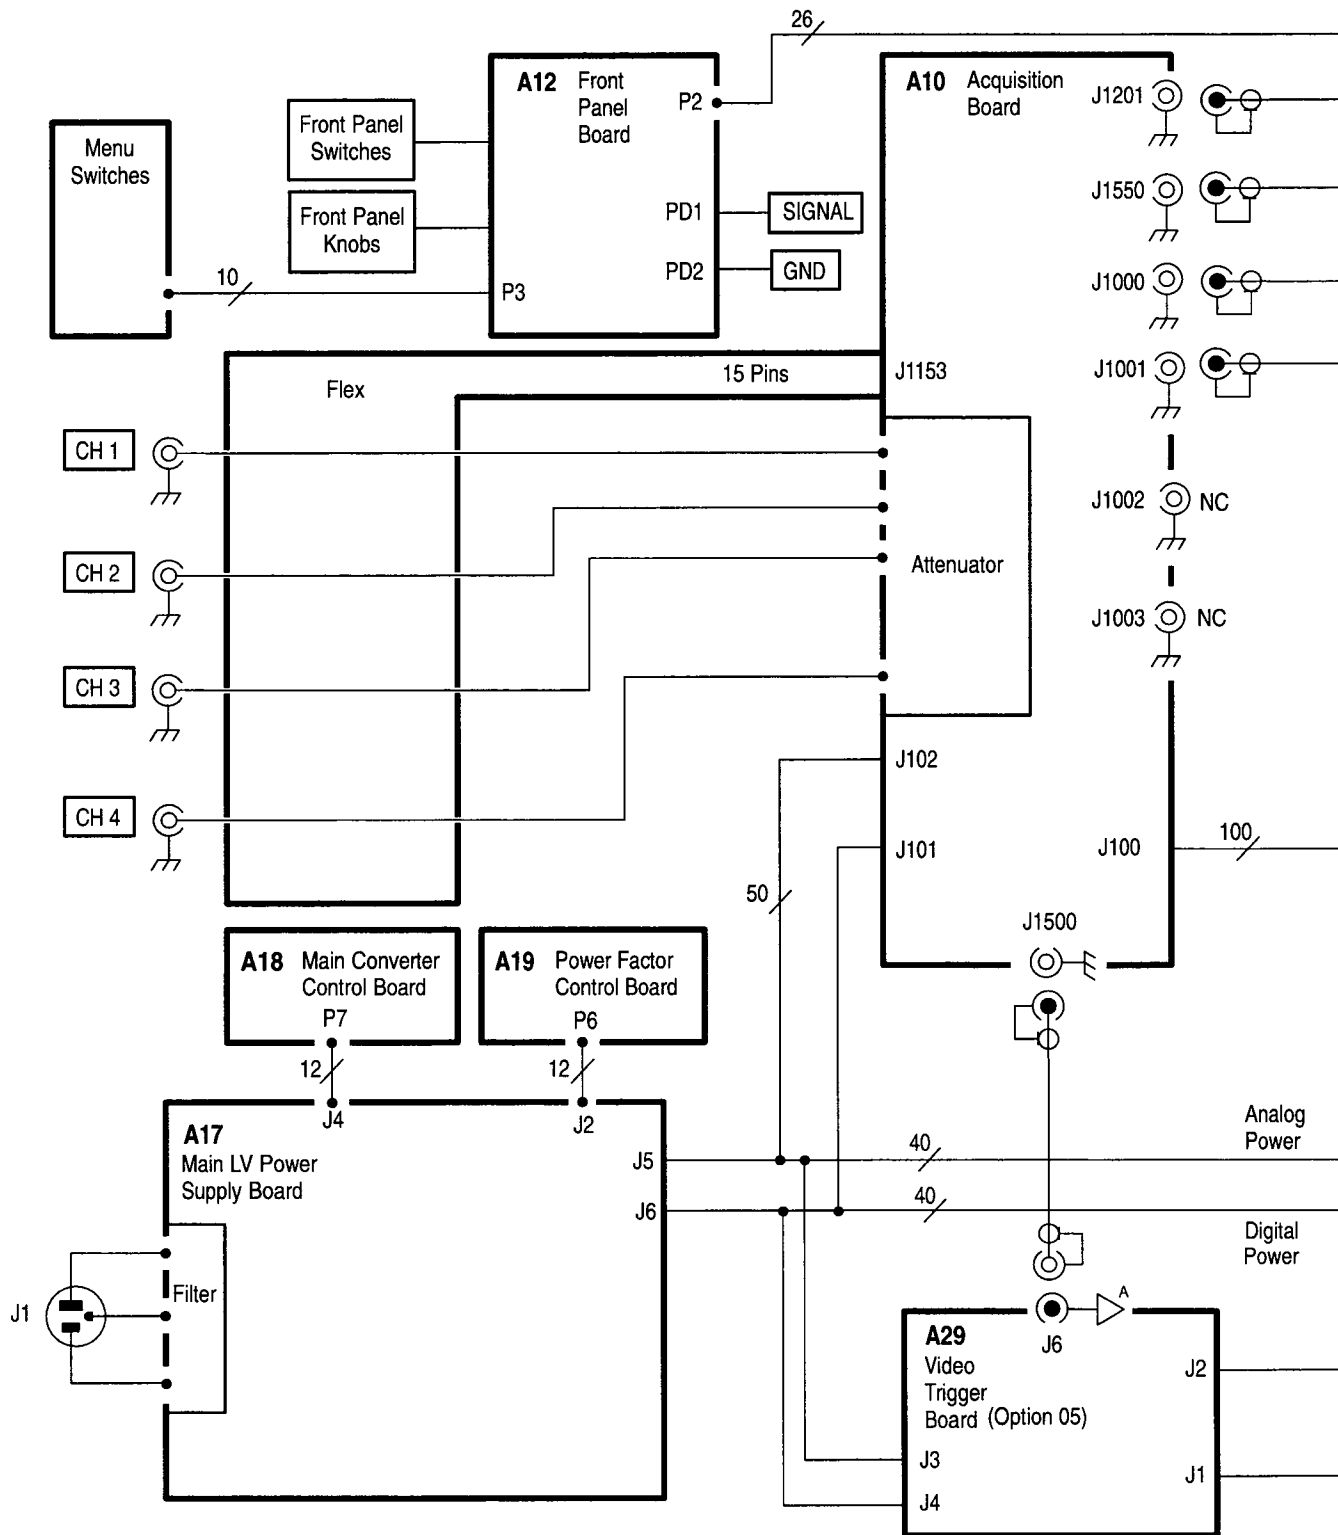 26
A12 Front
Panel
Board
P2
A10 Acquisition
Board
J1201
Front Panel
Switches
Menu
Switches
J1550
Front Panel
Knobs
PD1
SIGNAL
PD2
GND
J1000
10
P3
J1001
15 Pins
J1153
Flex
CH 1
J1002
NC
CH 2
Attenuator
J1003
NC
CH 3
J102
CH 4
J101
J100
100
50
J1500
A18 Main Converter
Control Board
P7
A19 Power Factor
Control Board
P6
12
12
J4
J2
A17
Main LV Power
Supply Board
J5
40
Analog
Power
J6
40
Digital
Power
Filter
J1
A
J6
A29
Video
Trigger
Board (Option 05)
J2
J3
J1
J4